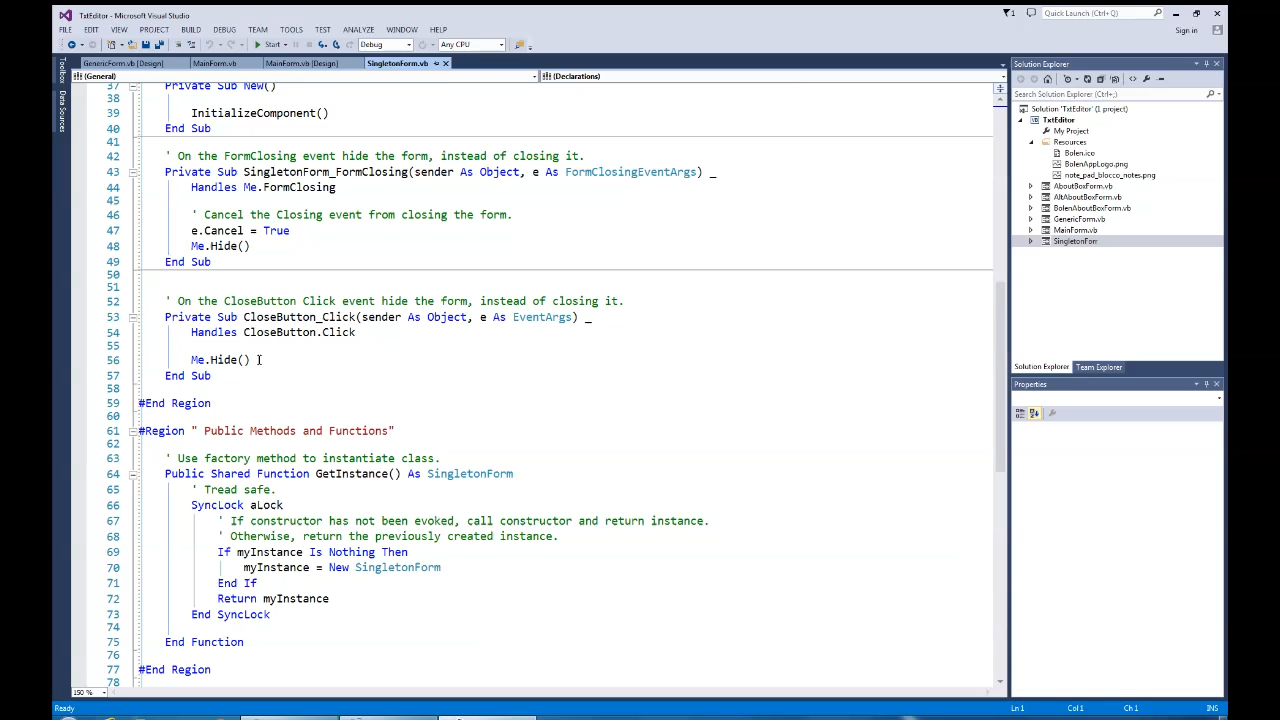 TxtEditor - Microsoft Visual Studio
1
Quick Launch (Ctrl+;)
FILE EDIT VIEW PROJECT BUILD DEBUG TEAM TOOLS TEST ANALYZE WINDOW HELP
Sign in
Start
Debug
Any CPU
GenericForm.vb [Design]
MainForm.vb
MainForm.vb [Design]
SingletonForm.vb
Toolbox
Data Sources
(General)
(Declarations)
37 Private Sub New()
38
39 InitializeComponent()
40 End Sub
41
42 ' On the FormClosing event hide the form, instead of closing it.
43 Private Sub SingletonForm_FormClosing(sender As Object, e As FormClosingEventArgs) _
44 Handles Me.FormClosing
45
46 ' Cancel the Closing event from closing the form.
47 e.Cancel = True
48 Me.Hide()
49 End Sub
50
51
52 ' On the CloseButton Click event hide the form, instead of closing it.
53 Private Sub CloseButton_Click(sender As Object, e As EventArgs) _
54 Handles CloseButton.Click
55
56 Me.Hide()
57 End Sub
58
59 #End Region
60
61 #Region " Public Methods and Functions"
62
63 ' Use factory method to instantiate class.
64 Public Shared Function GetInstance() As SingletonForm
65 ' Tread safe.
66 SyncLock aLock
67 ' If constructor has not been evoked, call constructor and return instance.
68 ' Otherwise, return the previously created instance.
69 If myInstance Is Nothing Then
70 myInstance = New SingletonForm
71 End If
72 Return myInstance
73 End SyncLock
74
75 End Function
76
77 #End Region
78
150 %
Solution Explorer
Search Solution Explorer (Ctrl+;)
Solution 'TxtEditor' (1 project)
TxtEditor
My Project
Resources
Bolen.ico
BolenAppLogo.png
note_pad_blocco_notes.png
AboutBoxForm.vb
AltAboutBoxForm.vb
BolenAboutBoxForm.vb
GenericForm.vb
MainForm.vb
SingletonForr
Solution Explorer
Team Explorer
Properties
Ready
Ln 1
Col 1
Ch 1
INS